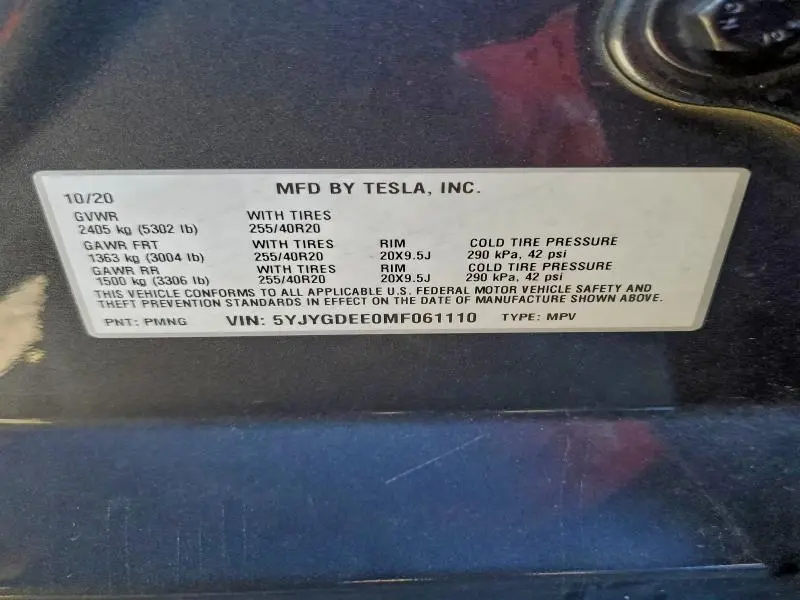 MFD BY TESLA, INC.
10/20
GVWR WITH TIRES
2405 kg (5302 lb) 255/40R20
GAWR FRT WITH TIRES RIM COLD TIRE PRESSURE
1363 kg (3004 lb) 255/40R20 20X9.5J 290 kPa, 42 psi
GAWR RR WITH TIRES RIM COLD TIRE PRESSURE
1500 kg (3306 lb) 255/40R20 20X9.5J 290 kPa, 42 psi
THIS VEHICLE CONFORMS TO ALL APPLICABLE U.S. FEDERAL MOTOR VEHICLE SAFETY AND
THEFT PREVENTION STANDARDS IN EFFECT ON THE DATE OF MANUFACTURE SHOWN ABOVE.
PNT: PMNG VIN: 5YJYGDEE0MF061110 TYPE: MPV